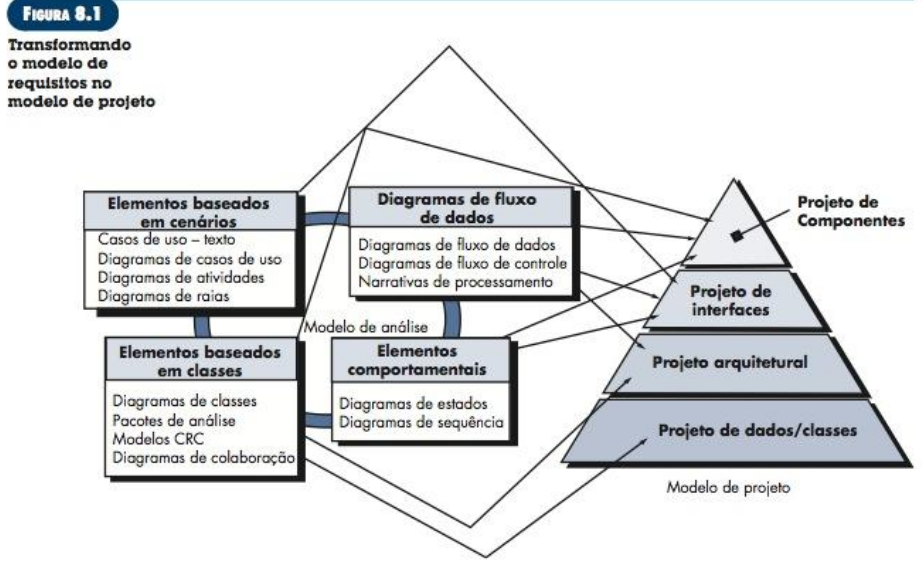 FIGURA 8.1
Transformando
o modelo de
requisitos no
modelo de projeto
Elementos baseados
em cenários
Casos de uso – texto
Diagramas de casos de uso
Diagramas de atividades
Diagramas de raias
Diagramas de fluxo
de dados
Diagramas de fluxo de dados
Diagramas de fluxo de controle
Narrativas de processamento
Modelo de análise
Elementos baseados
em classes
Diagramas de classes
Pacotes de análise
Modelos CRC
Diagramas de colaboração
Elementos
comportamentais
Diagramas de estados
Diagramas de sequência
Projeto de
Componentes
Projeto de
interfaces
Projeto arquitetural
Projeto de dados/classes
Modelo de projeto